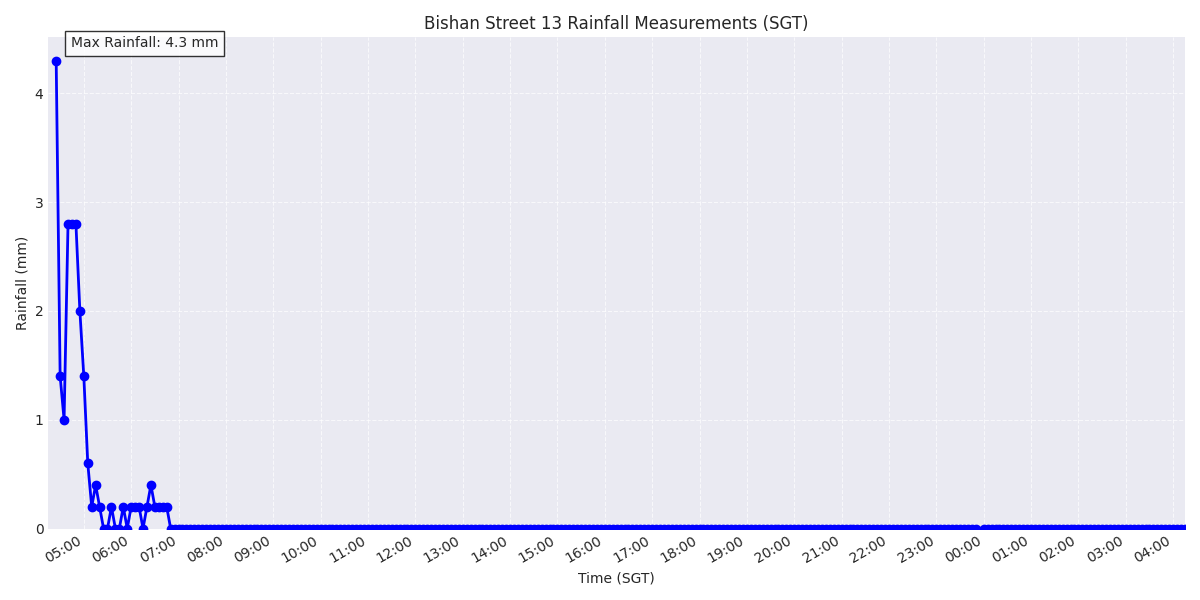 Bishan Street 13 Rainfall Measurements (SGT)
Max Rainfall: 4.3 mm
4
3
2
1
0
Rainfall (mm)
05:00 06:00 07:00 08:00 09:00 10:00 11:00 12:00 13:00 14:00 15:00 16:00 17:00 18:00 19:00 20:00 21:00 22:00 23:00 00:00 01:00 02:00 03:00 04:00
Time (SGT)